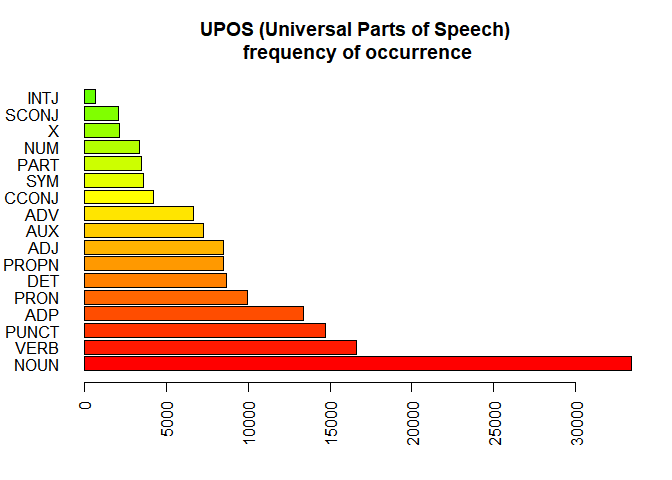 UPOS (Universal Parts of Speech)
frequency of occurrence
INTJ
SCONJ
X
NUM
PART
SYM
CCONJ
ADV
AUX
ADJ
PROPN
DET
PRON
ADP
PUNCT
VERB
NOUN
0
5000
10000
15000
20000
25000
30000